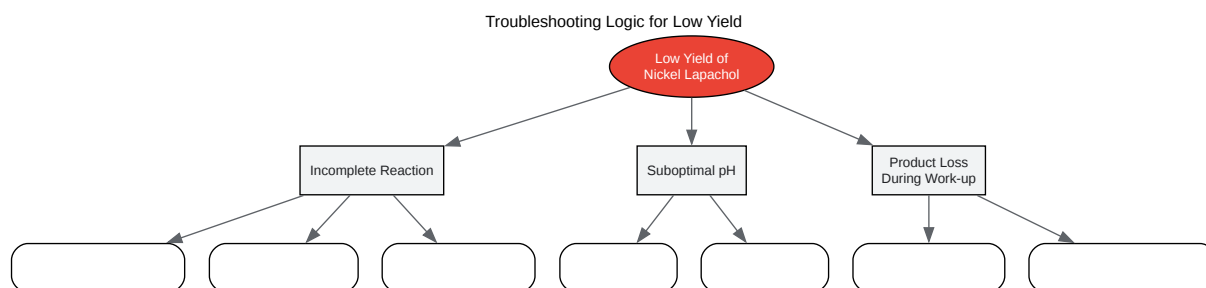 Troubleshooting Logic for Low Yield
Low Yield of
Nickel Lapachol
Incomplete Reaction
Suboptimal pH
Product Loss
During Work-up